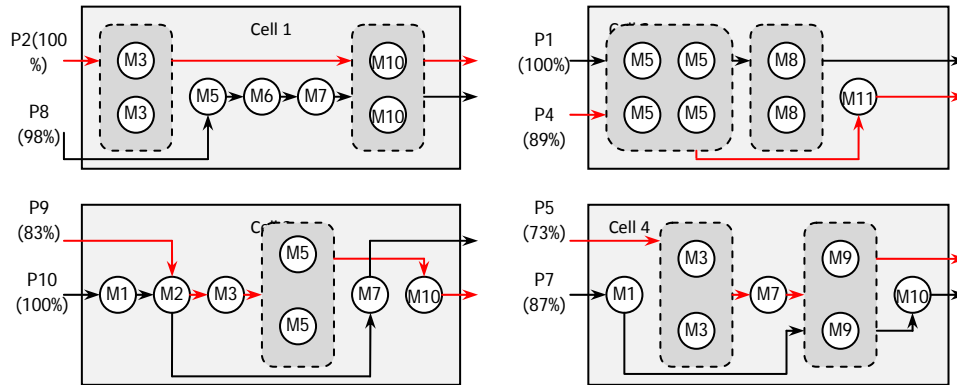 P2(100
%)
Cell 1
M3
M10
M5
M6
M7
M3
M10
P8
(98%)
P1
(100%)
M5
M5
M8
M11
P4
(89%)
M5
M5
M8
P9
(83%)
M5
P10
(100%)
M1
M2
M3
M7
M10
M5
P5
(73%)
Cell 4
M3
M9
P7
(87%)
M1
M7
M10
M3
M9